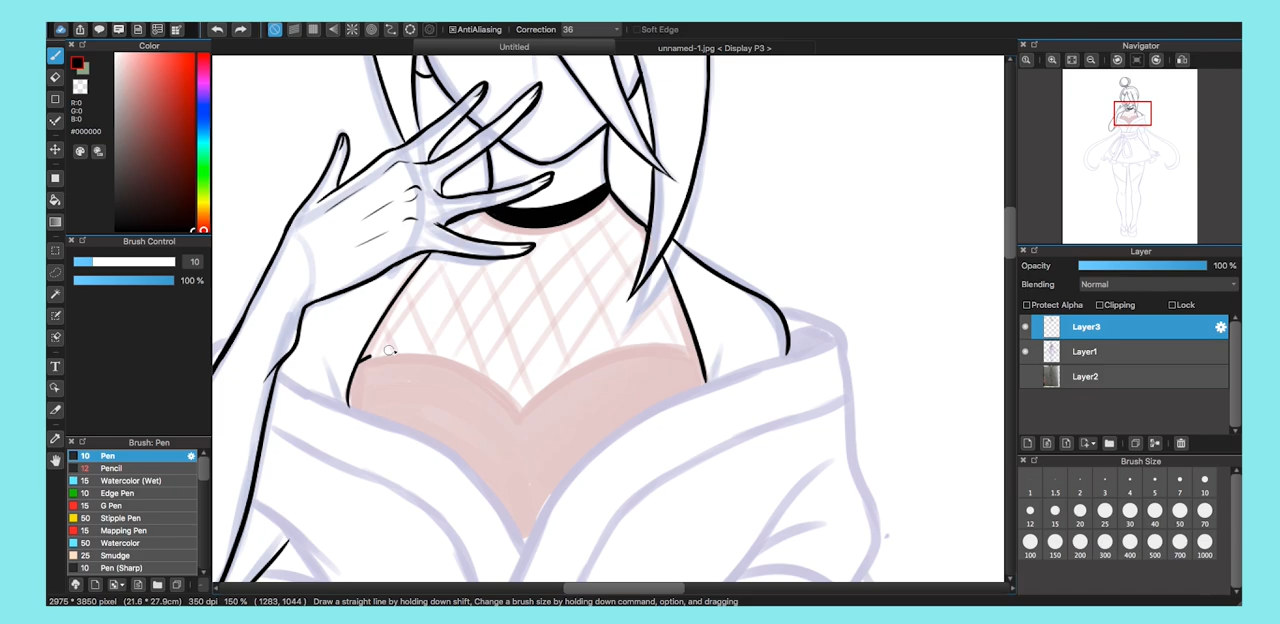 AntiAliasing Correction 36 Soft Edge
Color
Untitled
unnamed-1.jpg < Display P3 >
Navigator
R:0
G:0
B:0
#000000
Brush Control
10
100 %
Layer
Opacity 100 %
Blending Normal
Protect Alpha Clipping Lock
Layer3
Layer1
Layer2
Brush: Pen
10 Pen
12 Pencil
15 Watercolor (Wet)
10 Edge Pen
15 G Pen
50 Stipple Pen
15 Mapping Pen
50 Watercolor
25 Smudge
10 Pen (Sharp)
Brush Size
1 1.5 2 3 4 5 7 10
12 15 20 25 30 40 50 70
100 150 200 300 400 500 700 1000
2975 * 3850 pixel (21.6 * 27.9cm) 350 dpi 150 % ( 1283, 1044 ) Draw a straight line by holding down shift, Change a brush size by holding down command, option, and dragging